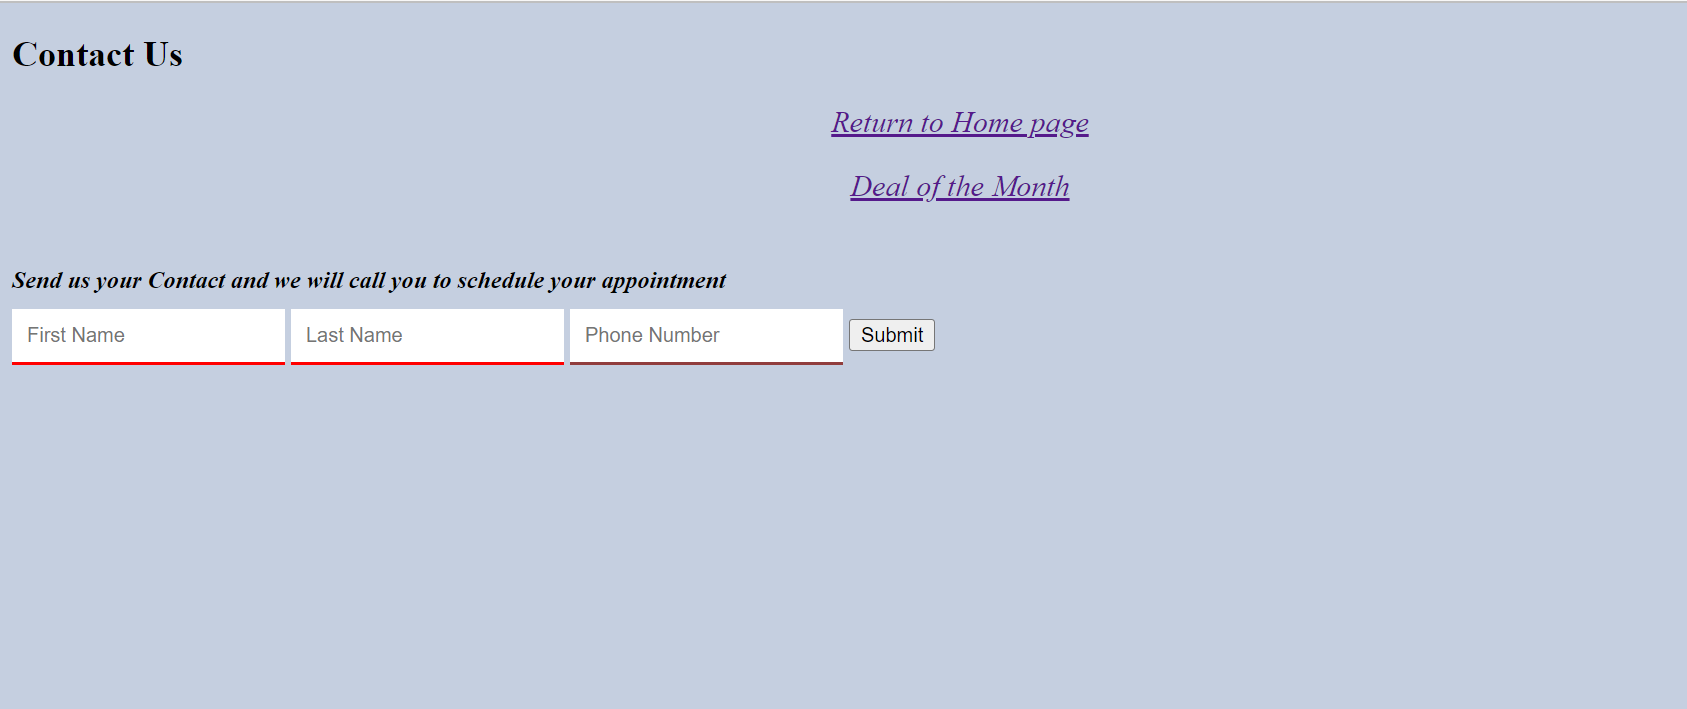 Contact Us
Return to Home page
Deal of the Month
Send us your Contact and we will call you to schedule your appointment
First Name Last Name Phone Number Submit